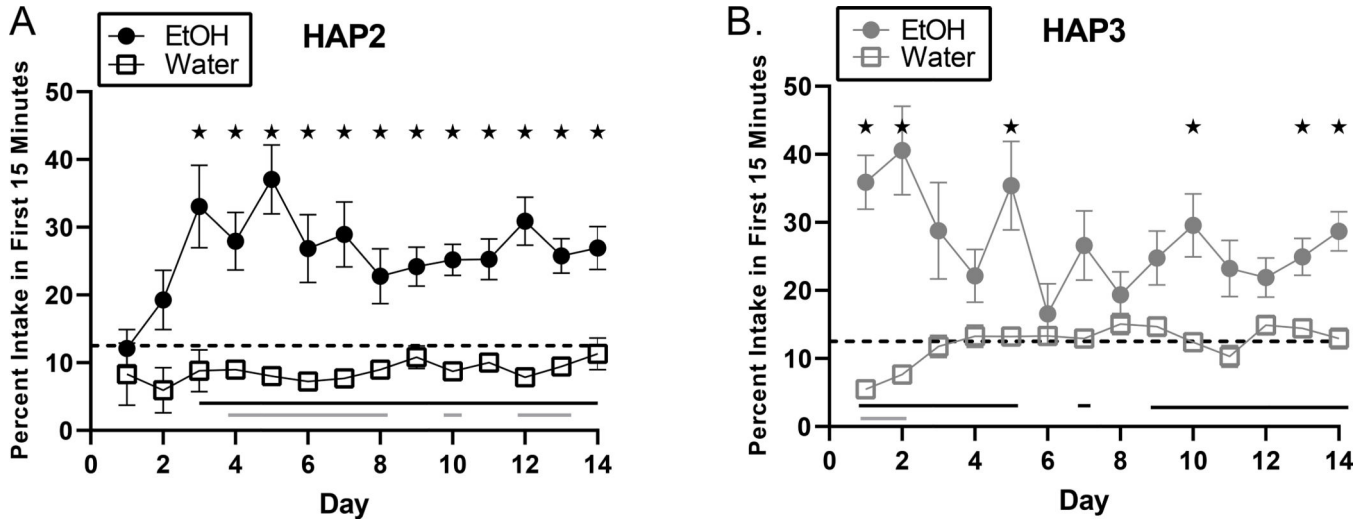 A
EtOH
Water
HAP2
Percent Intake in First 15 Minutes
50
40
30
20
10
0
0 2 4 6 8 10 12 14
Day
B.
EtOH
Water
HAP3
Percent Intake in First 15 Minutes
50
40
30
20
10
0
0 2 4 6 8 10 12 14
Day